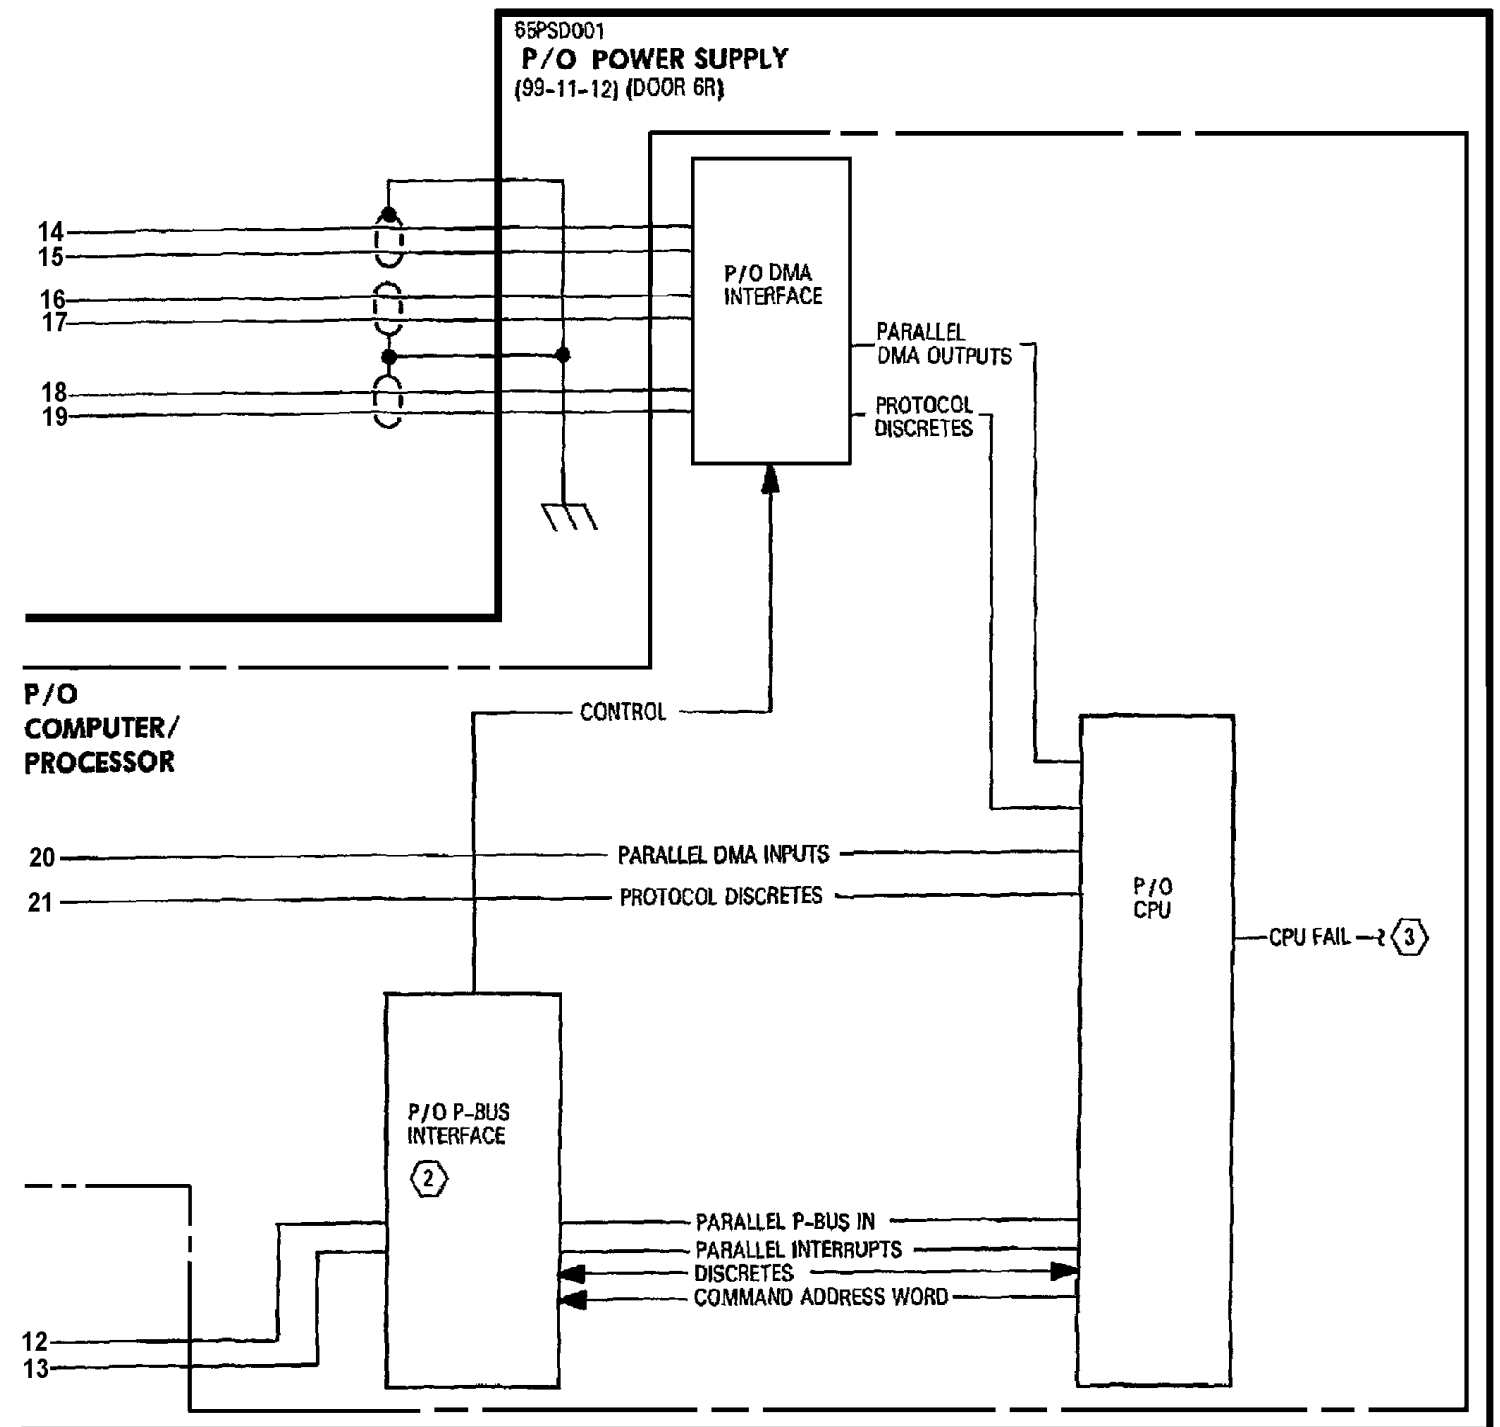 65PSD001
P/O POWER SUPPLY
(99-11-12) (DOOR 6R)
14
15
16
17
18
19
P/O DMA
INTERFACE
PARALLEL
DMA OUTPUTS
PROTOCOL
DISCRETES
P/O
COMPUTER/
PROCESSOR
CONTROL
20
PARALLEL DMA INPUTS
21
PROTOCOL DISCRETES
P/O
CPU
CPU FAIL
3
P/O P-BUS
INTERFACE
2
PARALLEL P-BUS IN
PARALLEL INTERRUPTS
DISCRETES
COMMAND ADDRESS WORD
12
13